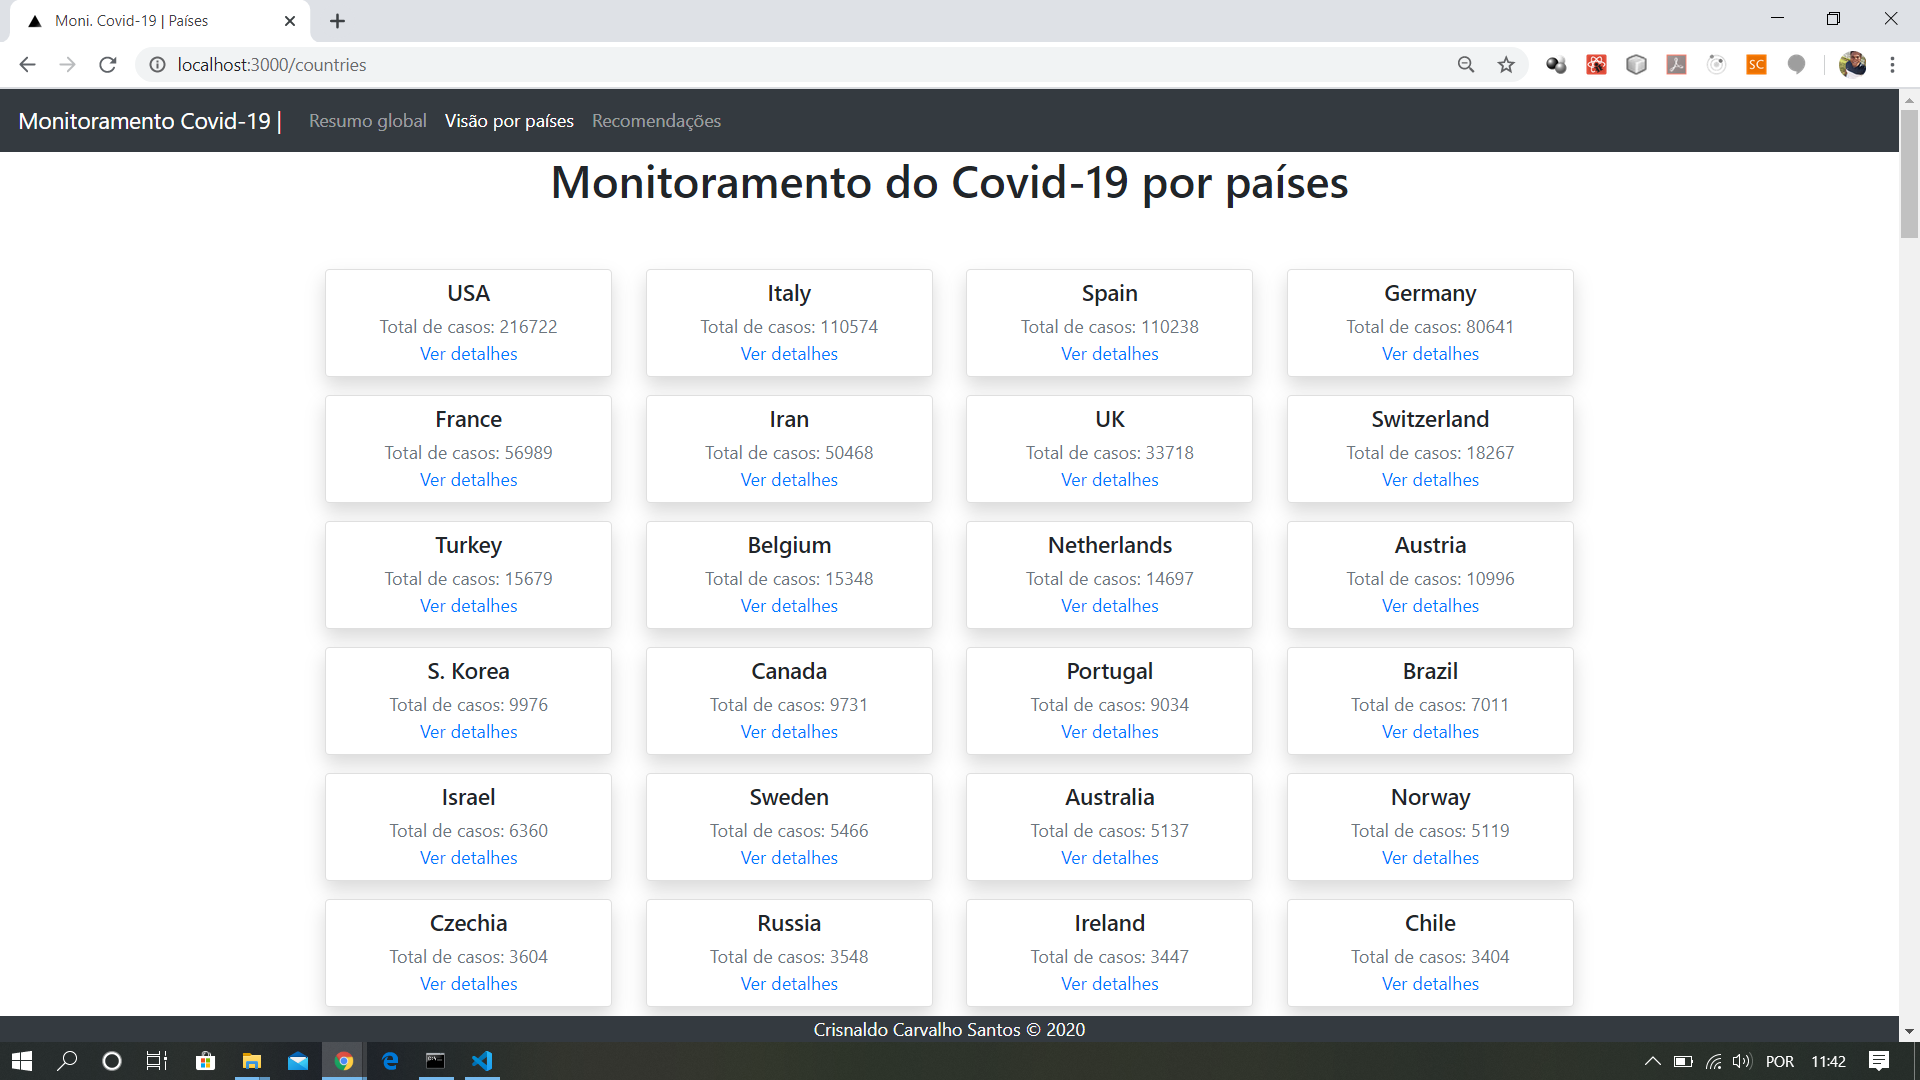 Moni. Covid-19 | Países
localhost:3000/countries
SC
Monitoramento Covid-19 | Resumo global Visão por países Recomendações
Monitoramento do Covid-19 por países
USA
Total de casos: 216722
Ver detalhes
Italy
Total de casos: 110574
Ver detalhes
Spain
Total de casos: 110238
Ver detalhes
Germany
Total de casos: 80641
Ver detalhes
France
Total de casos: 56989
Ver detalhes
Iran
Total de casos: 50468
Ver detalhes
UK
Total de casos: 33718
Ver detalhes
Switzerland
Total de casos: 18267
Ver detalhes
Turkey
Total de casos: 15679
Ver detalhes
Belgium
Total de casos: 15348
Ver detalhes
Netherlands
Total de casos: 14697
Ver detalhes
Austria
Total de casos: 10996
Ver detalhes
S. Korea
Total de casos: 9976
Ver detalhes
Canada
Total de casos: 9731
Ver detalhes
Portugal
Total de casos: 9034
Ver detalhes
Brazil
Total de casos: 7011
Ver detalhes
Israel
Total de casos: 6360
Ver detalhes
Sweden
Total de casos: 5466
Ver detalhes
Australia
Total de casos: 5137
Ver detalhes
Norway
Total de casos: 5119
Ver detalhes
Czechia
Total de casos: 3604
Ver detalhes
Russia
Total de casos: 3548
Ver detalhes
Ireland
Total de casos: 3447
Ver detalhes
Chile
Total de casos: 3404
Ver detalhes
Crisnaldo Carvalho Santos © 2020
POR 11:42